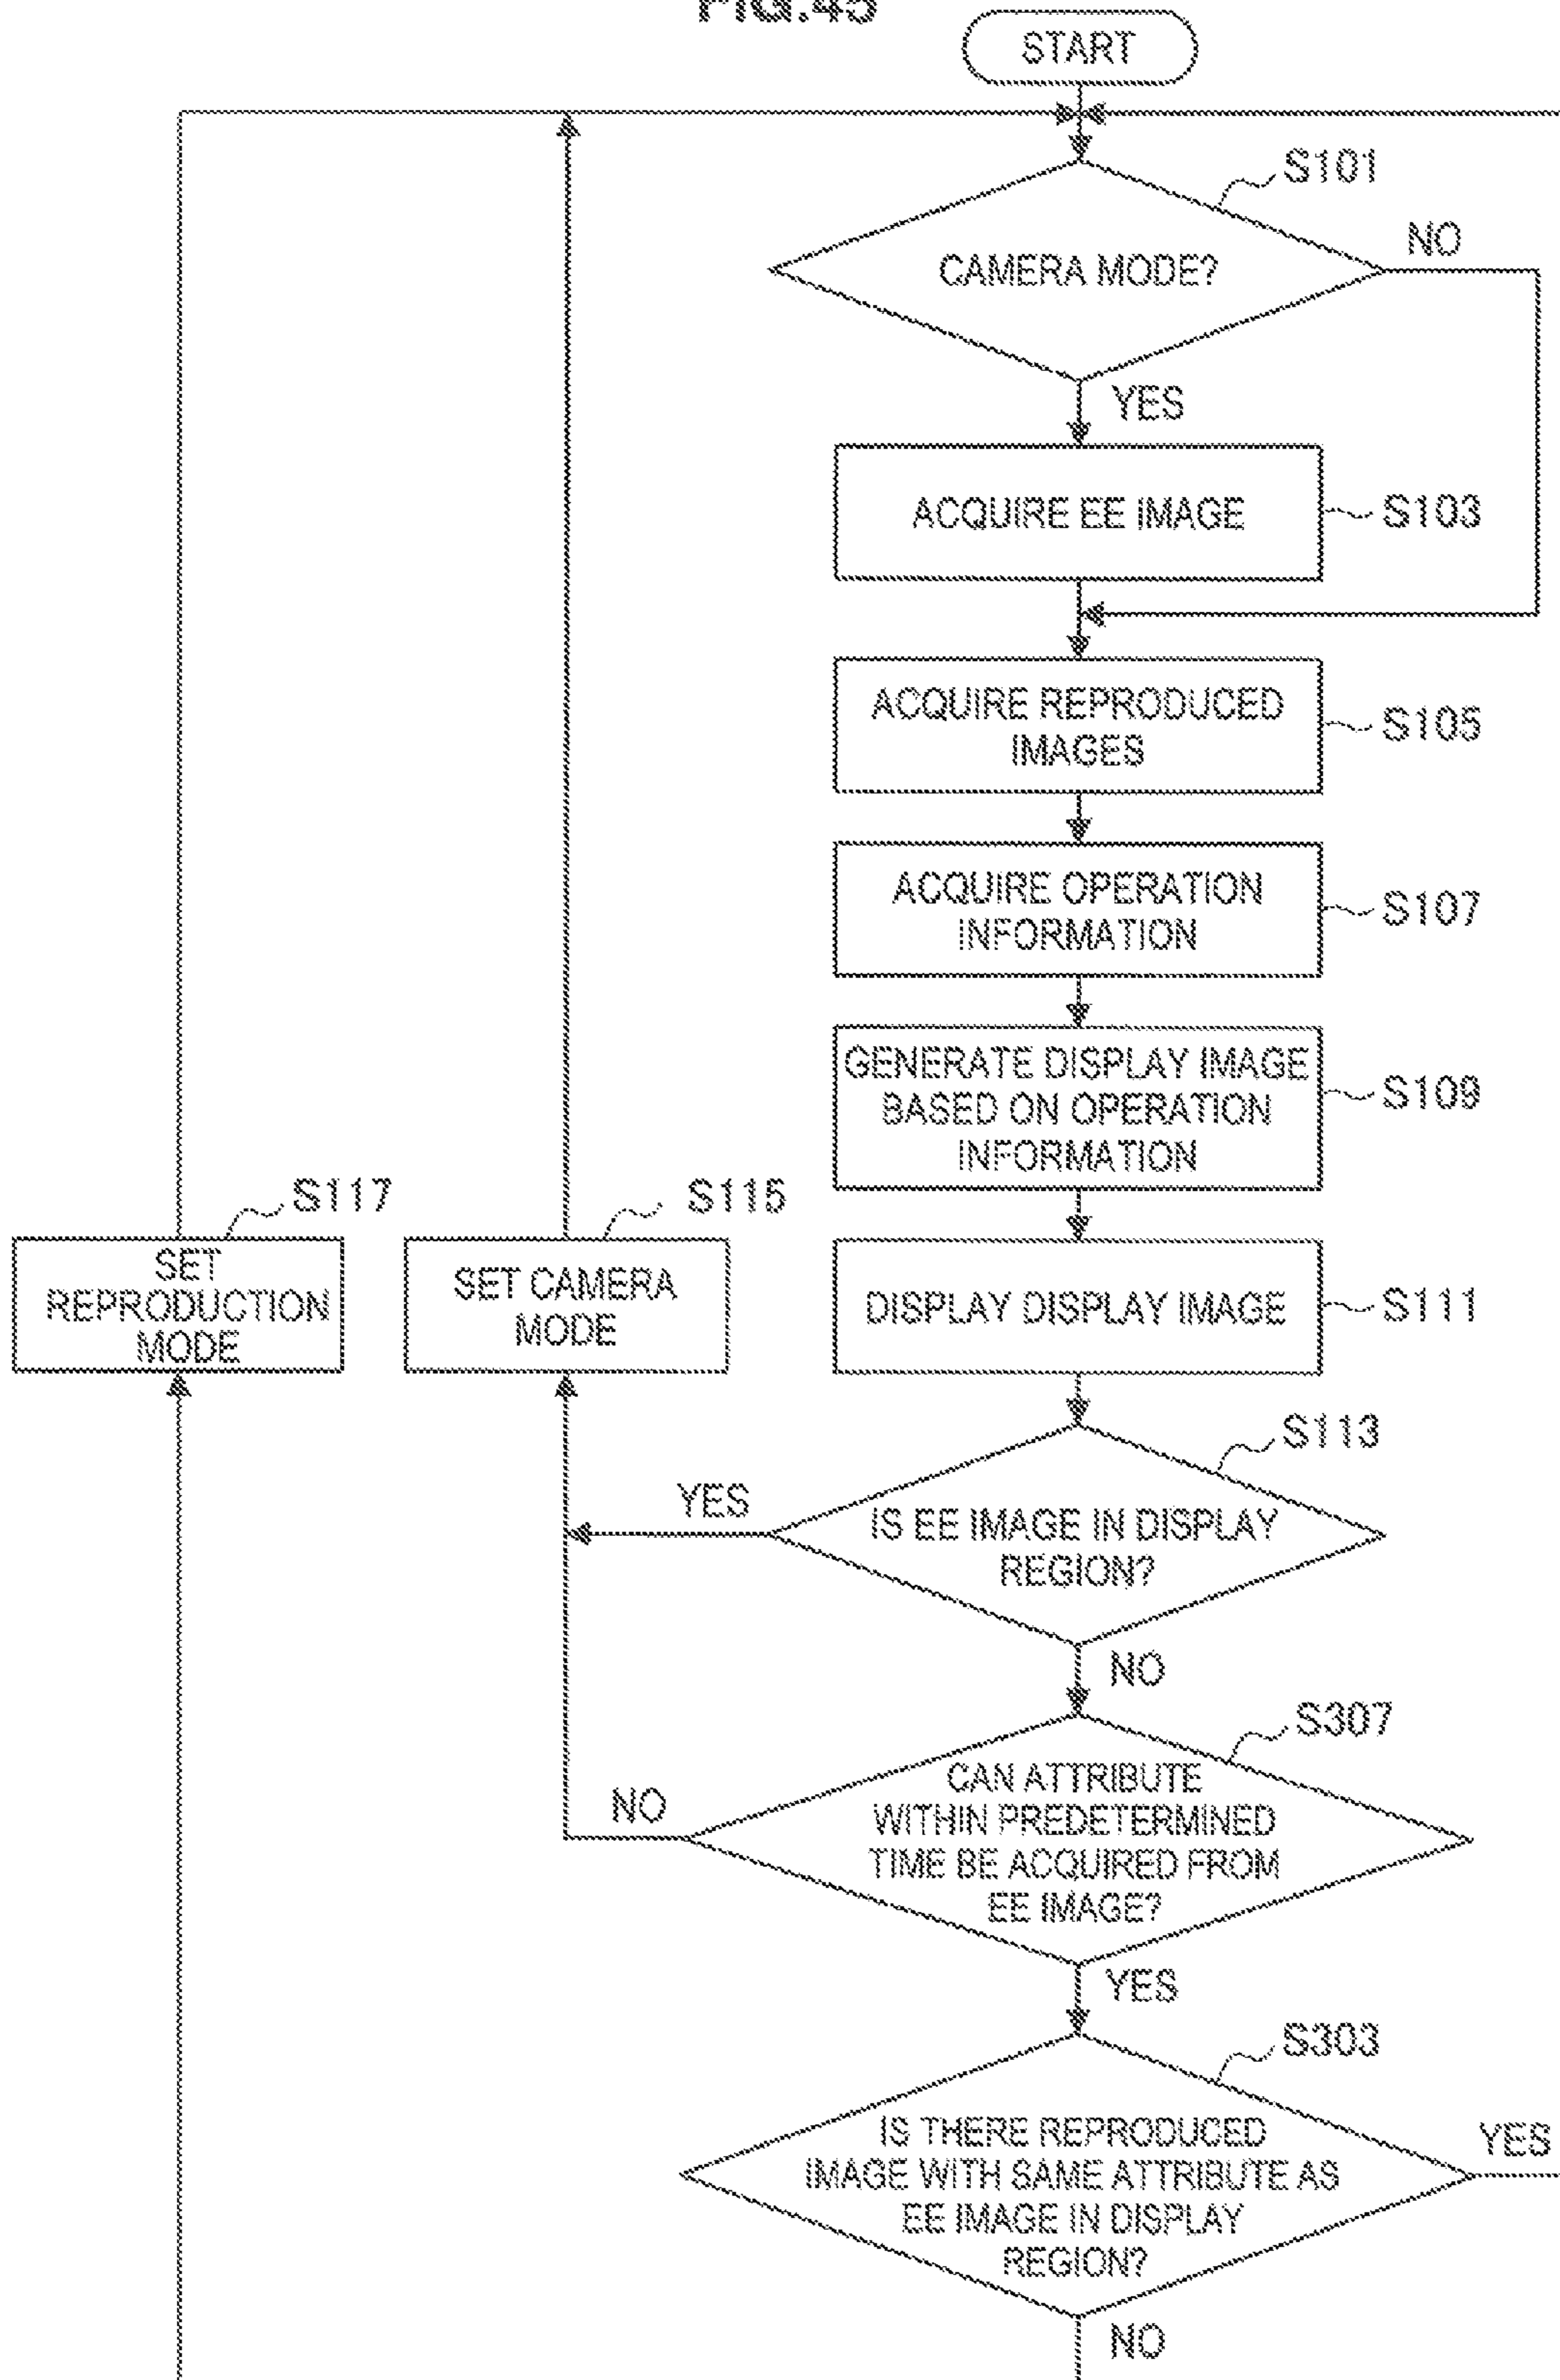 FIG.45
START
S101
CAMERA MODE?
NO
YES
ACQUIRE EE IMAGE
S103
ACQUIRE REPRODUCED
IMAGES
S105
ACQUIRE OPERATION
INFORMATION
S107
GENERATE DISPLAY IMAGE
BASED ON OPERATION
INFORMATION
S109
S117
SET
REPRODUCTION
MODE
S115
SET CAMERA
MODE
DISPLAY DISPLAY IMAGE
S111
S113
YES
IS EE IMAGE IN DISPLAY
REGION?
NO
S307
NO
CAN ATTRIBUTE
WITHIN PREDETERMINED
TIME BE ACQUIRED FROM
EE IMAGE?
YES
S303
IS THERE REPRODUCED
IMAGE WITH SAME ATTRIBUTE AS
EE IMAGE IN DISPLAY
REGION?
YES
NO